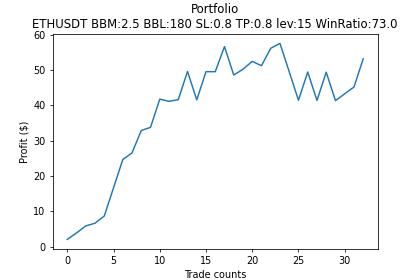 Portfolio
ETHUSDT BBM:2.5 BBL:180 SL:0.8 TP:0.8 lev:15 WinRatio:73.0
60
50
40
30
20
10
0
Profit ($)
0 5 10 15 20 25 30
Trade counts